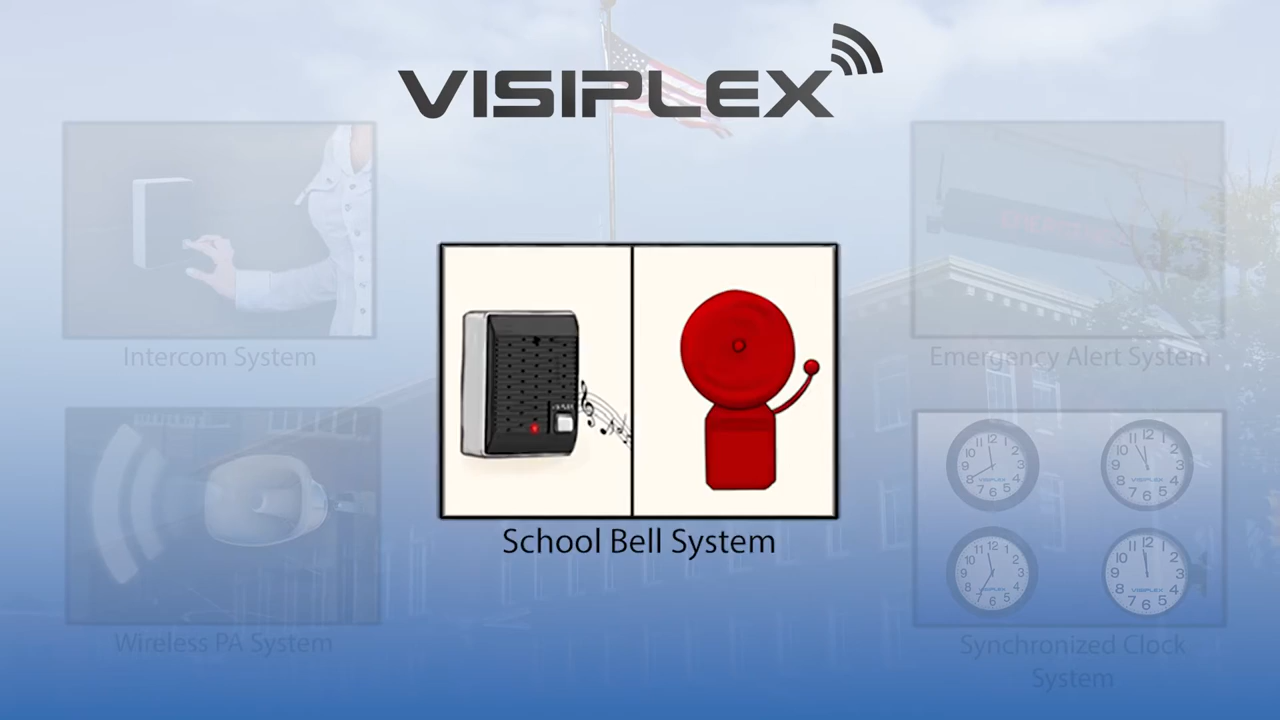 VISIPLEX
Intercom System
Emergency Alert System
School Bell System
Wireless PA System
Synchronized Clock
System